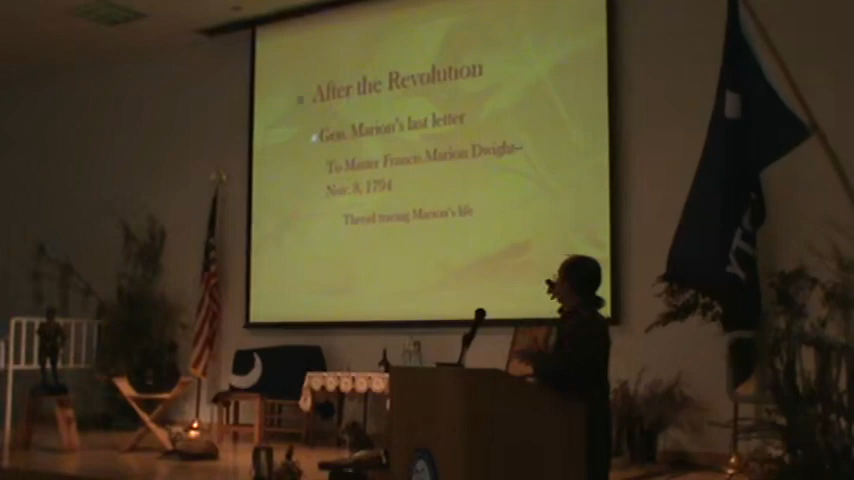 After the Revolution
Gen. Marion's last letter
To Master Francis Marion Dwight--
Nov. 8, 1794
Thread tracing Marion's life